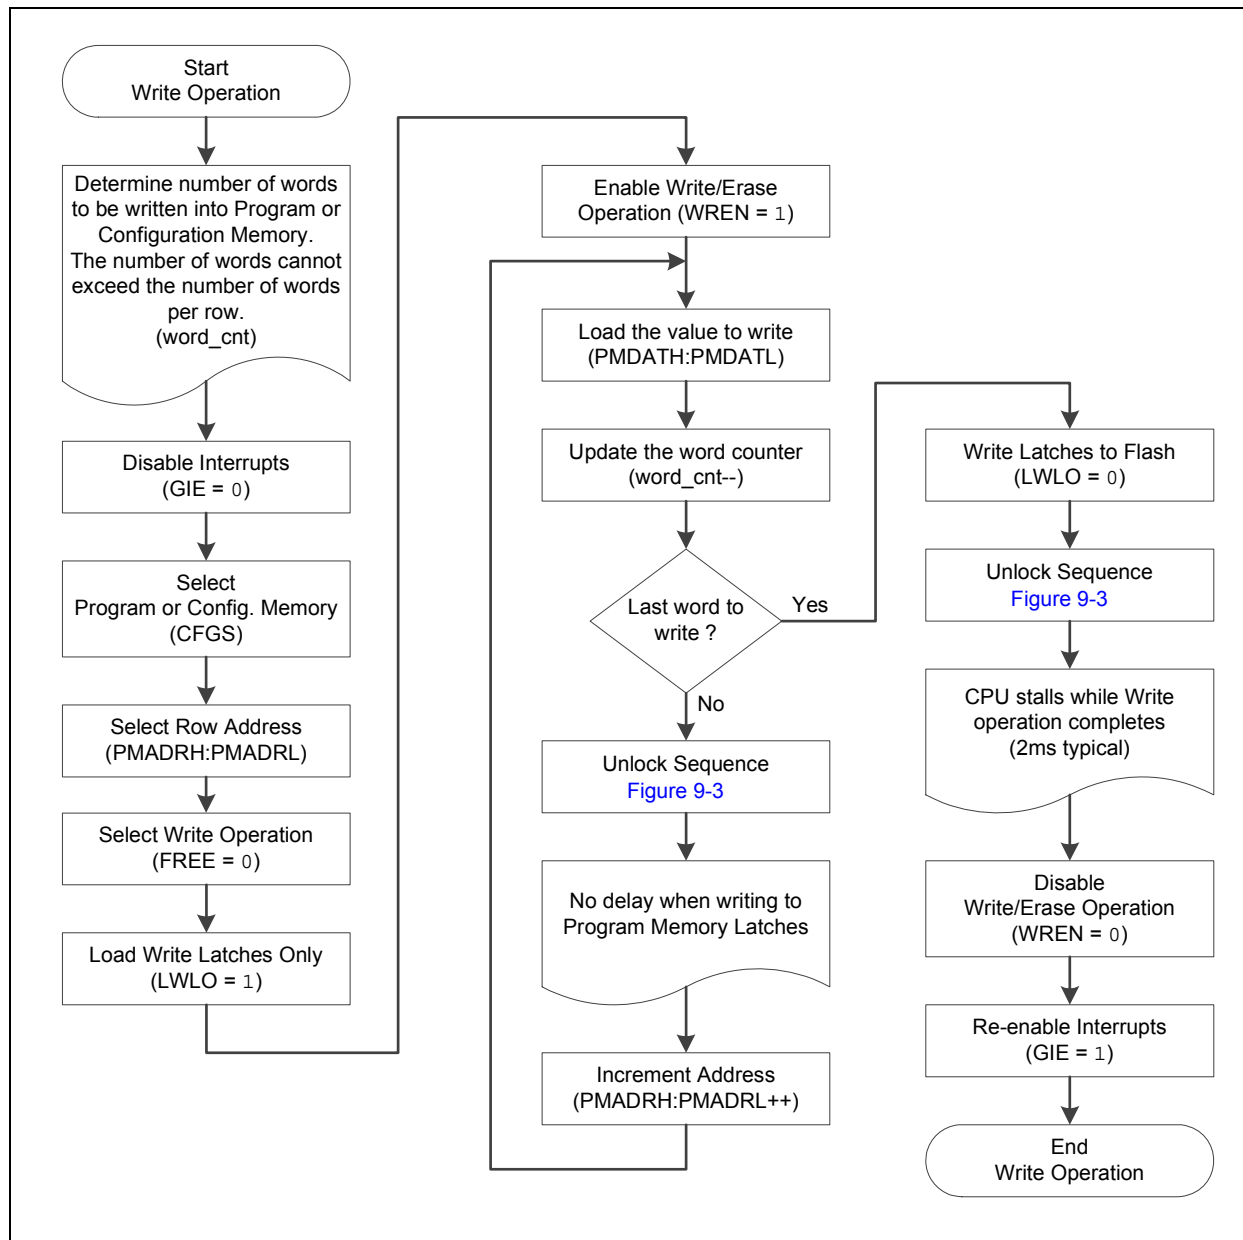 Start
Write Operation
Determine number of words
to be written into Program or
Configuration Memory.
The number of words cannot
exceed the number of words
per row.
(word_cnt)
Disable Interrupts
(GIE = 0)
Select
Program or Config. Memory
(CFGS)
Select Row Address
(PMADRH:PMADRL)
Select Write Operation
(FREE = 0)
Load Write Latches Only
(LWLO = 1)
Enable Write/Erase
Operation (WREN = 1)
Load the value to write
(PMDATH:PMDATL)
Update the word counter
(word_cnt--)
Last word to
write ?
Yes
No
Unlock Sequence
Figure 9-3
No delay when writing to
Program Memory Latches
Increment Address
(PMADRH:PMADRL++)
Write Latches to Flash
(LWLO = 0)
Unlock Sequence
Figure 9-3
CPU stalls while Write
operation completes
(2ms typical)
Disable
Write/Erase Operation
(WREN = 0)
Re-enable Interrupts
(GIE = 1)
End
Write Operation